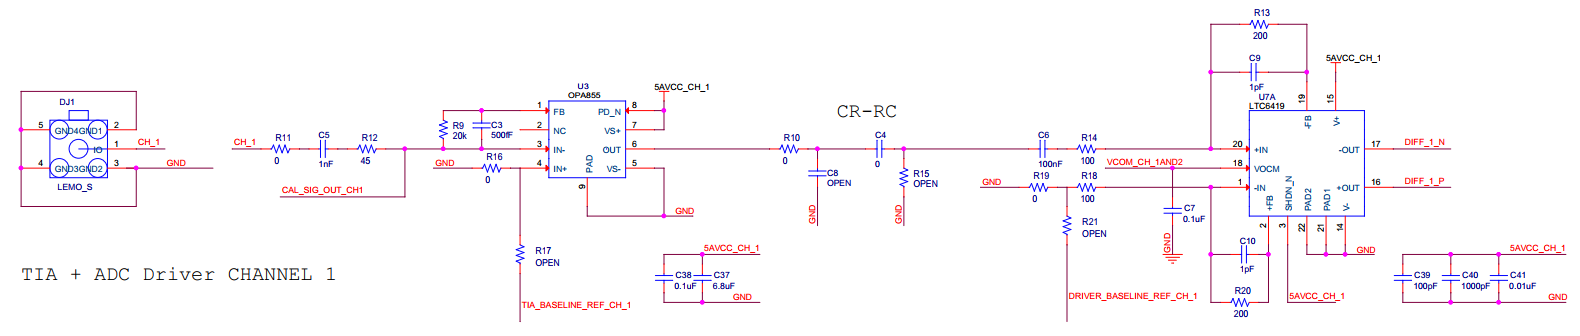 DJ1
5
GND4
GND1
2
IO
1
CH_1
4
GND3
GND2
3
GND
LEMO_S
TIA + ADC Driver CHANNEL 1
CH_1
R11
0
C5
1nF
R12
45
CAL_SIG_OUT_CH1
R9
20k
C3
500fF
GND
R16
0
U3
OPA855
1
FB
2
NC
3
IN-
4
IN+
PAD
9
PD_N
8
VS+
7
OUT
6
VS-
5
5AVCC_CH_1
GND
R17
OPEN
TIA_BASELINE_REF_CH_1
5AVCC_CH_1
C38
0.1uF
C37
6.8uF
GND
CR-RC
R10
0
C8
OPEN
GND
C4
0
R15
OPEN
GND
C6
100nF
R14
100
VCOM_CH_1AND2
GND
R19
0
R18
100
R21
OPEN
DRIVER_BASELINE_REF_CH_1
C7
0.1uF
GND
R13
200
C9
1pF
U7A
LTC6419
19
-FB
15
V+
5AVCC_CH_1
20
+IN
18
VOCM
1
-IN
-OUT
17
DIFF_1_N
+OUT
16
DIFF_1_P
+FB
2
SHDN_N
3
PAD2
22
PAD1
21
V-
14
GND
C10
1pF
R20
200
5AVCC_CH_1
5AVCC_CH_1
C39
100pF
C40
1000pF
C41
0.01uF
GND